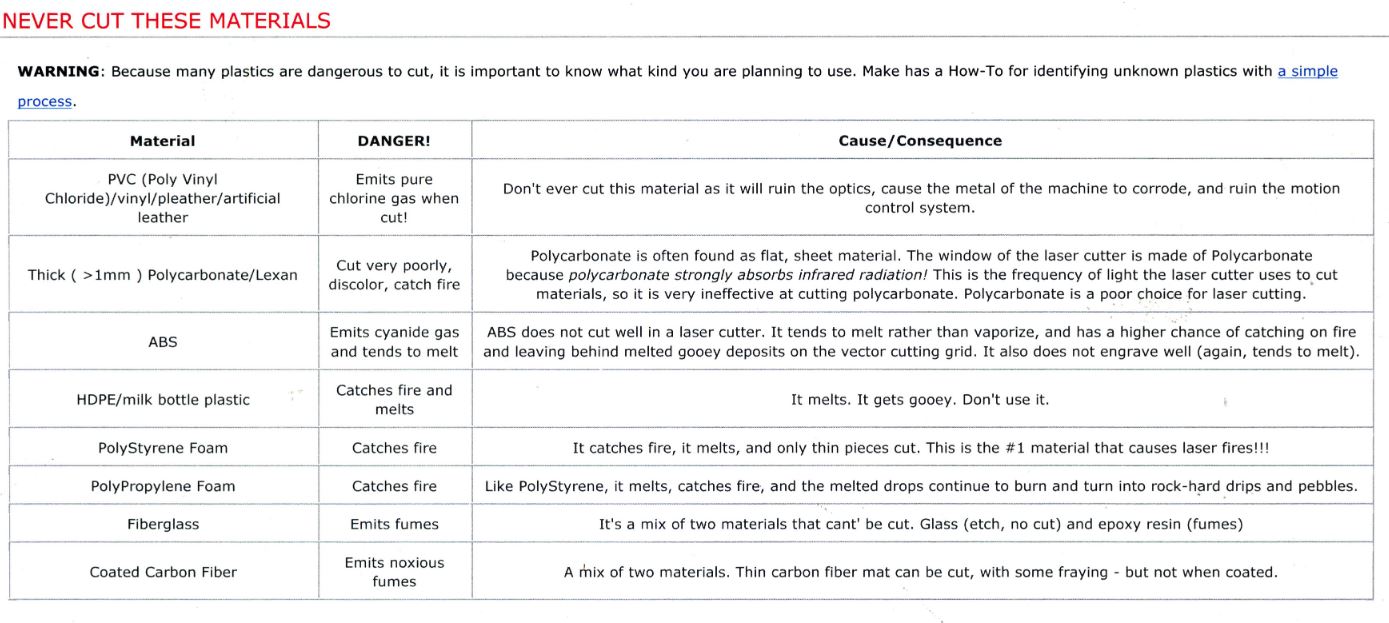 NEVER CUT THESE MATERIALS
WARNING: Because many plastics are dangerous to cut, it is important to know what kind you are planning to use. Make has a How-To for identifying unknown plastics with a simple
process.
Material
DANGER!
Cause/Consequence
PVC (Poly Vinyl
Chloride)/vinyl/pleather/artificial
leather
Emits pure
chlorine gas when
cut!
Don't ever cut this material as it will ruin the optics, cause the metal of the machine to corrode, and ruin the motion
control system.
Thick ( >1mm ) Polycarbonate/Lexan
Cut very poorly,
discolor, catch fire
Polycarbonate is often found as flat, sheet material. The window of the laser cutter is made of Polycarbonate
because polycarbonate strongly absorbs infrared radiation! This is the frequency of light the laser cutter uses to cut
materials, so it is very ineffective at cutting polycarbonate. Polycarbonate is a poor choice for laser cutting.
ABS
Emits cyanide gas
and tends to melt
ABS does not cut well in a laser cutter. It tends to melt rather than vaporize, and has a higher chance of catching on fire
and leaving behind melted gooey deposits on the vector cutting grid. It also does not engrave well (again, tends to melt).
HDPE/milk bottle plastic
Catches fire and
melts
It melts. It gets gooey. Don't use it.
PolyStyrene Foam
Catches fire
It catches fire, it melts, and only thin pieces cut. This is the #1 material that causes laser fires!!!
PolyPropylene Foam
Catches fire
Like PolyStyrene, it melts, catches fire, and the melted drops continue to burn and turn into rock-hard drips and pebbles.
Fiberglass
Emits fumes
It's a mix of two materials that cant' be cut. Glass (etch, no cut) and epoxy resin (fumes)
Coated Carbon Fiber
Emits noxious
fumes
A mix of two materials. Thin carbon fiber mat can be cut, with some fraying - but not when coated.